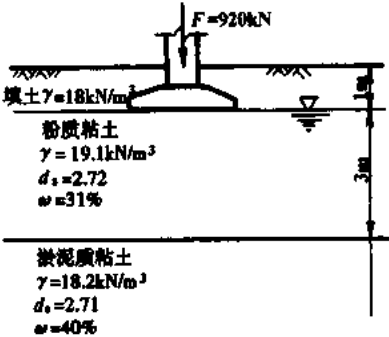 F=920kN
填土γ=18kN/m³
1m
粉质粘土
γ=19.1kN/m³
dₛ=2.72
ω=31%
3m
淤泥质粘土
γ=18.2kN/m³
dₛ=2.71
ω=40%